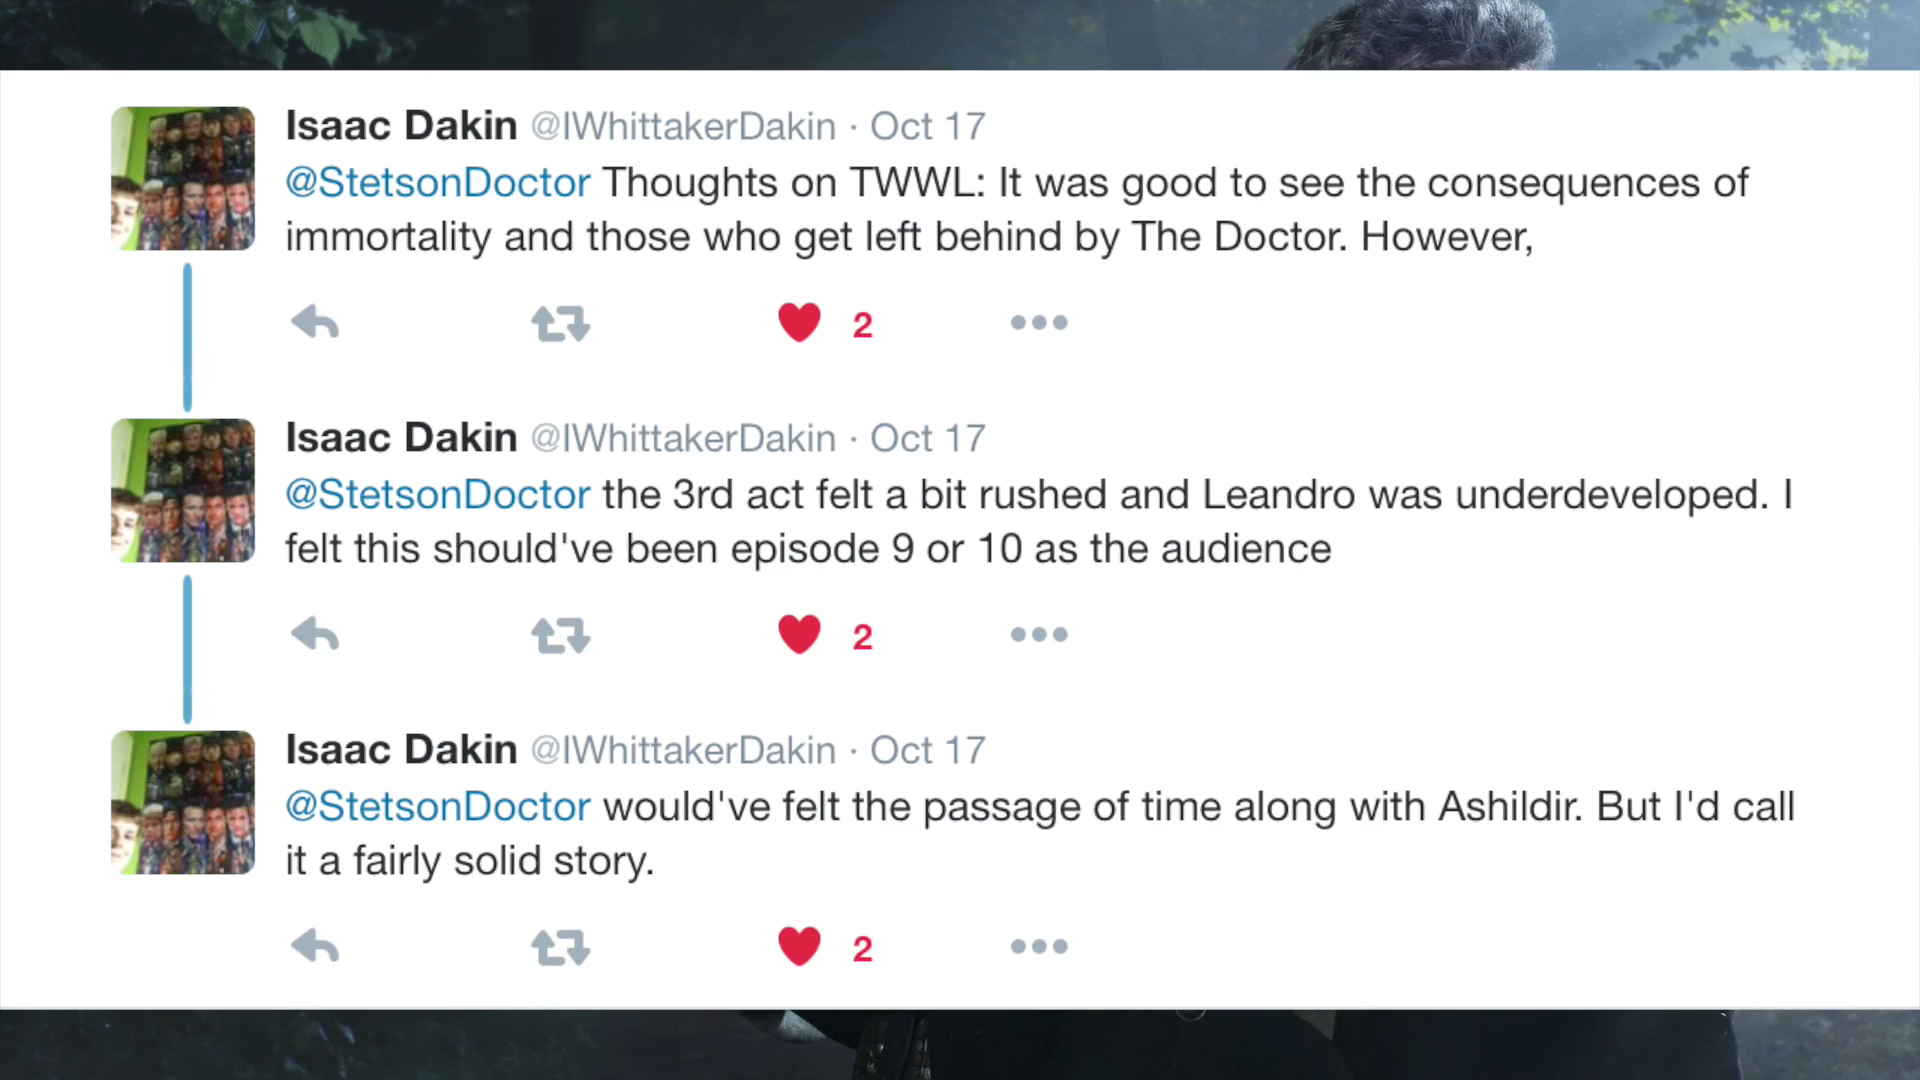 Isaac Dakin @IWhittakerDakin · Oct 17
@StetsonDoctor Thoughts on TWWL: It was good to see the consequences of
immortality and those who get left behind by The Doctor. However,
2
Isaac Dakin @IWhittakerDakin · Oct 17
@StetsonDoctor the 3rd act felt a bit rushed and Leandro was underdeveloped. I
felt this should've been episode 9 or 10 as the audience
2
Isaac Dakin @IWhittakerDakin · Oct 17
@StetsonDoctor would've felt the passage of time along with Ashildir. But I'd call
it a fairly solid story.
2